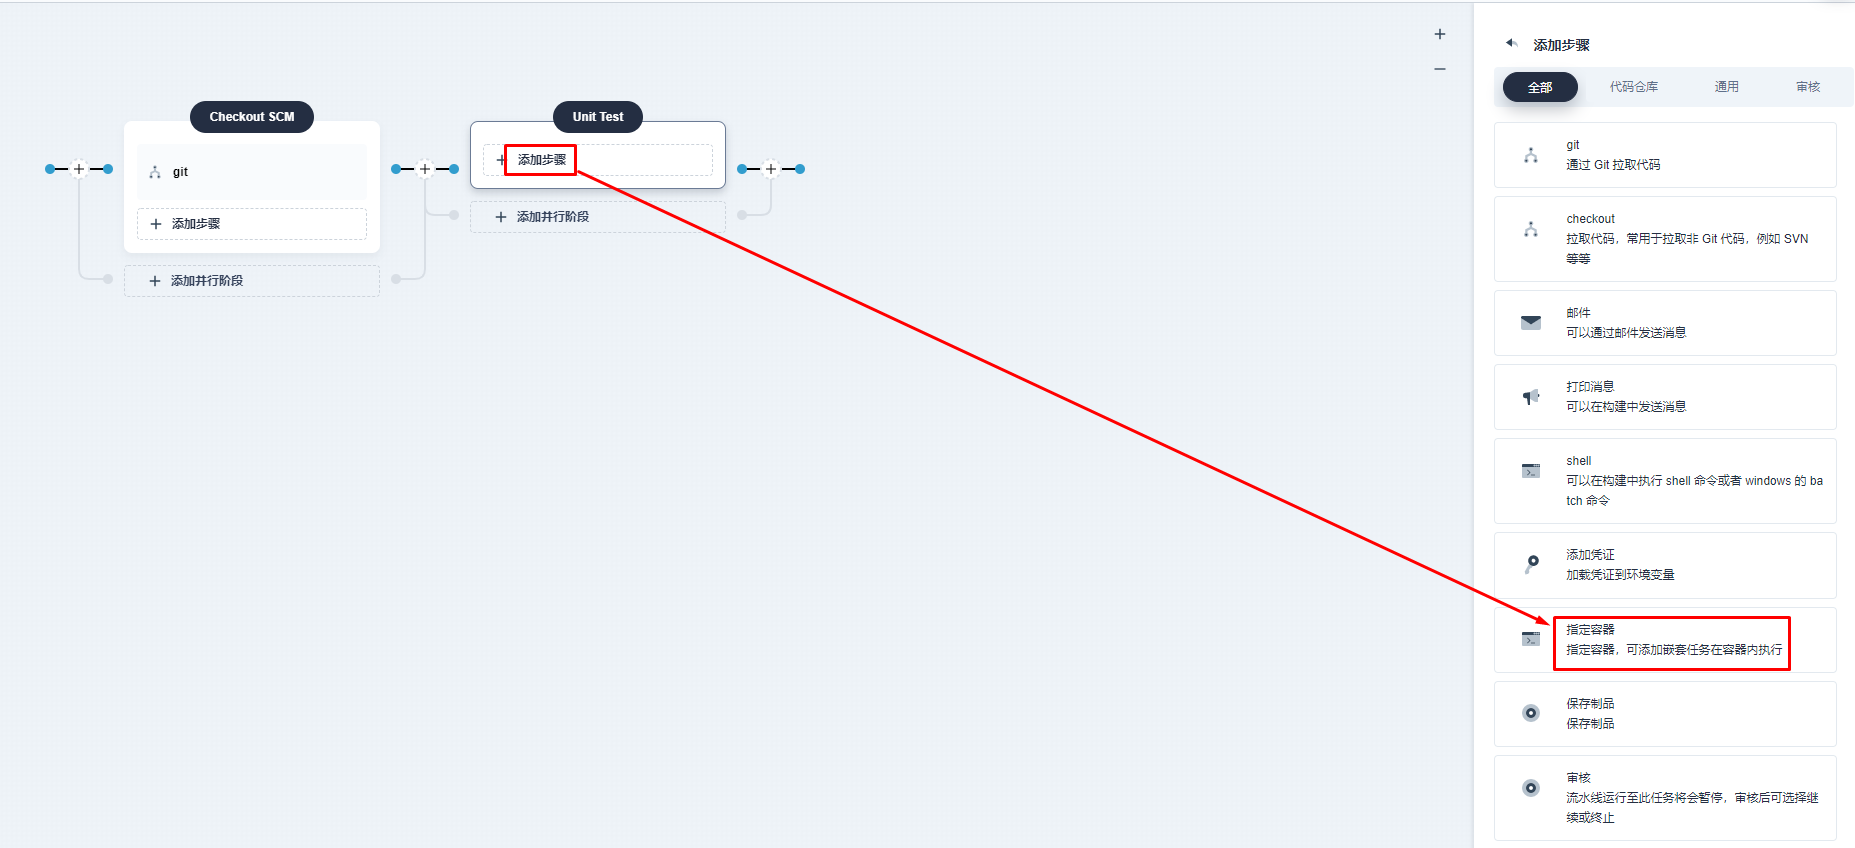 Checkout SCM
git
添加步骤
添加并行阶段
Unit Test
添加步骤
添加并行阶段
添加步骤
全部
代码仓库
通用
审核
git
通过 Git 拉取代码
checkout
拉取代码，常用于拉取非 Git 代码，例如 SVN
等等
邮件
可以通过邮件发送消息
打印消息
可以在构建中发送消息
shell
可以在构建中执行 shell 命令或者 windows 的 ba
tch 命令
添加凭证
加载凭证到环境变量
指定容器
指定容器，可添加嵌套任务在容器内执行
保存制品
保存制品
审核
流水线运行至此任务将会暂停，审核后可选择继
续或终止